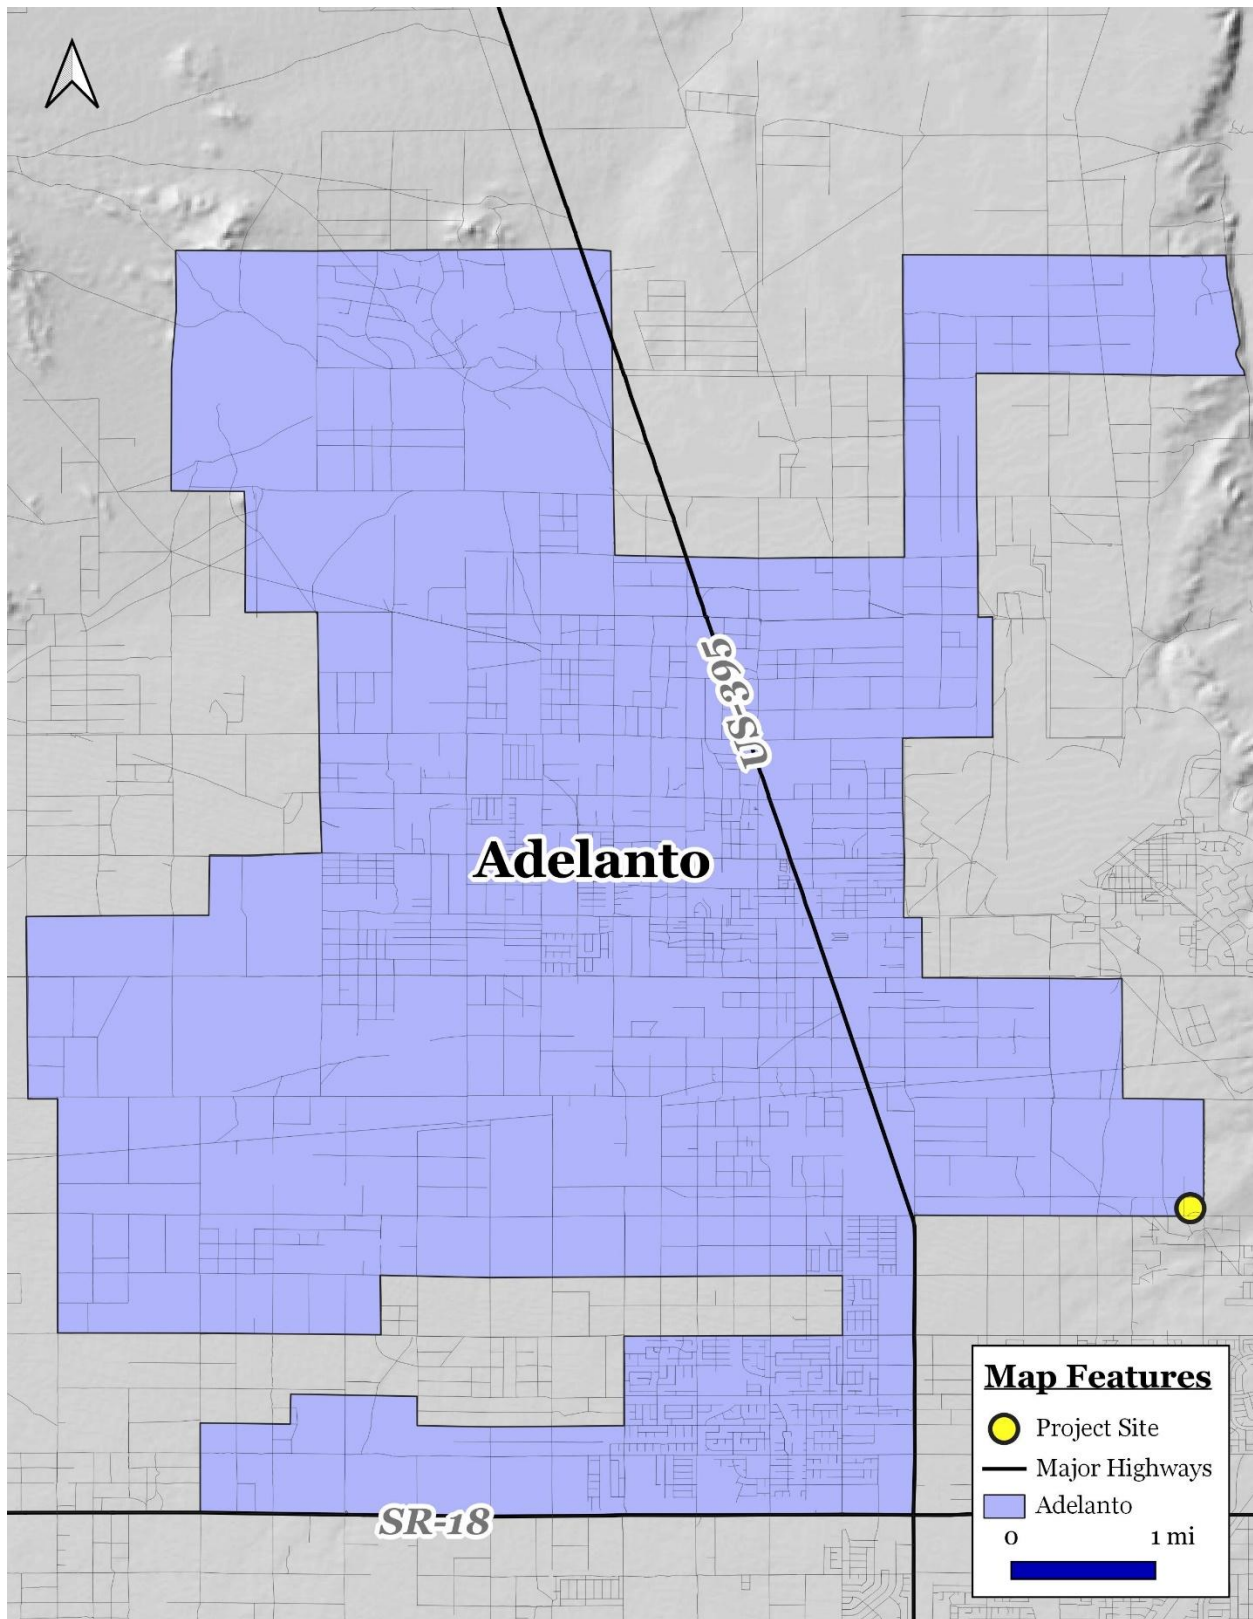 US-395
Adelanto
SR-18
Map Features
Project Site
Major Highways
Adelanto
0 1 mi